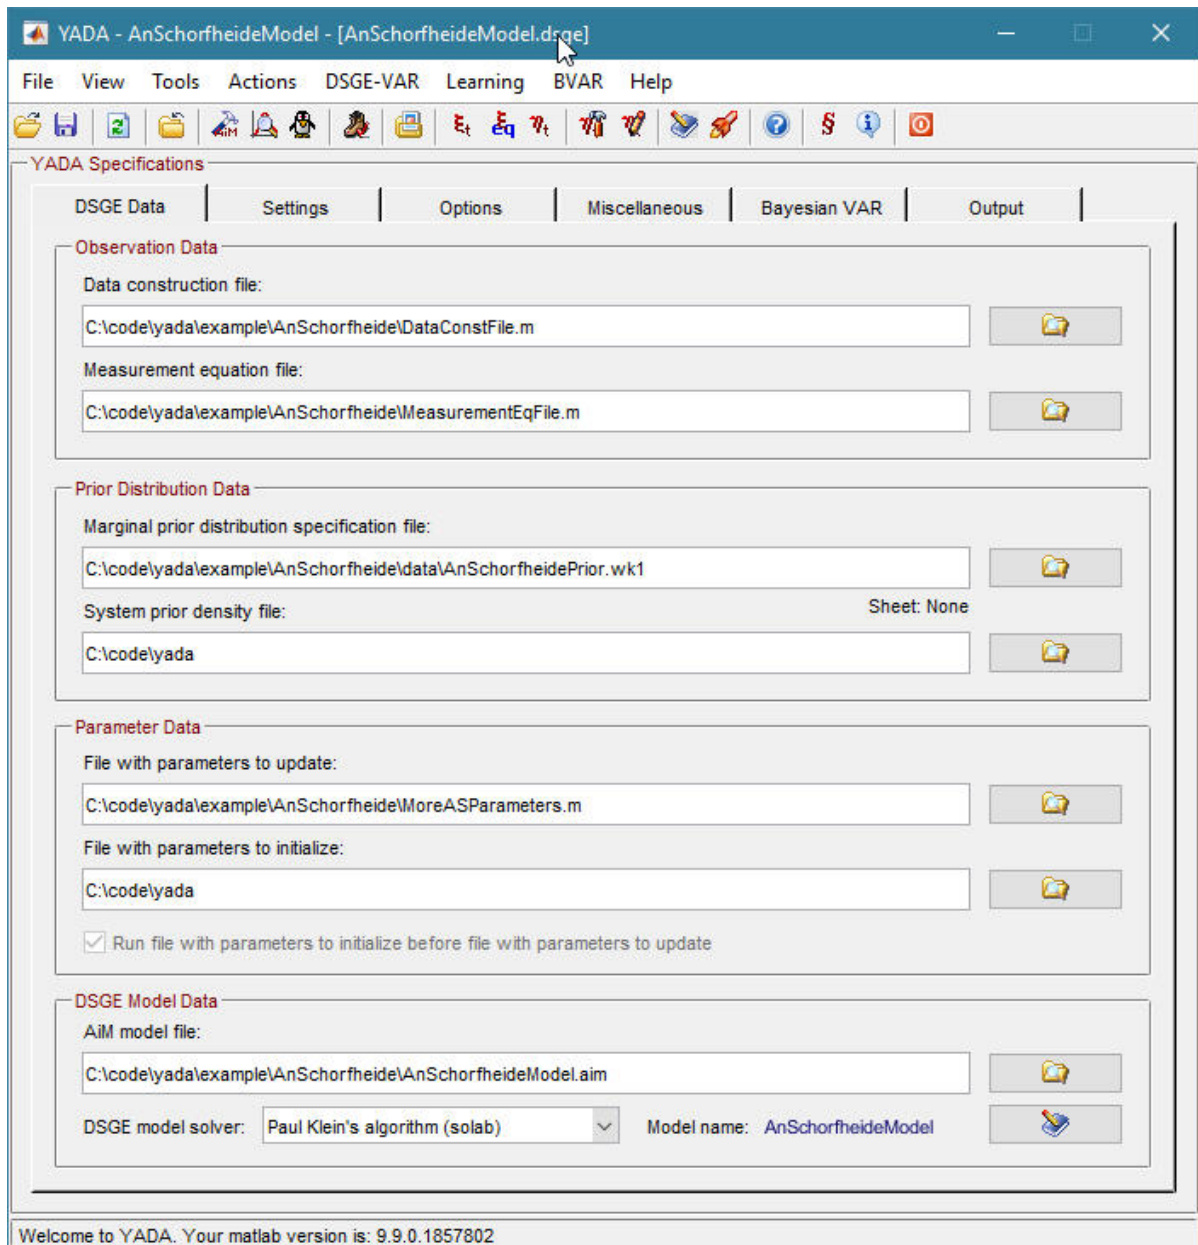 YADA - AnSchorfheideModel - [AnSchorfheideModel.dsge]
File View Tools Actions DSGE-VAR Learning BVAR Help
YADA Specifications
DSGE Data Settings Options Miscellaneous Bayesian VAR Output
Observation Data
Data construction file:
C:\code\yada\example\AnSchorfheide\DataConstFile.m
Measurement equation file:
C:\code\yada\example\AnSchorfheide\MeasurementEqFile.m
Prior Distribution Data
Marginal prior distribution specification file:
C:\code\yada\example\AnSchorfheide\data\AnSchorfheidePrior.wk1
System prior density file: Sheet: None
C:\code\yada
Parameter Data
File with parameters to update:
C:\code\yada\example\AnSchorfheide\MoreASParameters.m
File with parameters to initialize:
C:\code\yada
Run file with parameters to initialize before file with parameters to update
DSGE Model Data
AiM model file:
C:\code\yada\example\AnSchorfheide\AnSchorfheideModel.aim
DSGE model solver: Paul Klein's algorithm (solab) Model name: AnSchorfheideModel
Welcome to YADA. Your matlab version is: 9.9.0.1857802